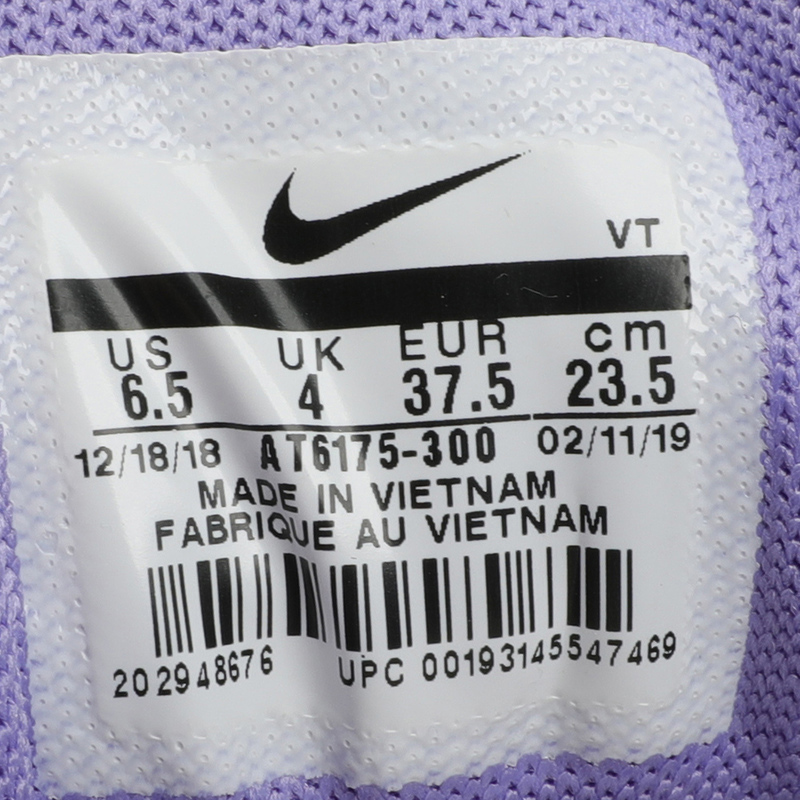 VT
US UK EUR cm
6.5 4 37.5 23.5
12/18/18 AT6175-300 02/11/19
MADE IN VIETNAM
FABRIQUE AU VIETNAM
202948676 UPC 00193145547469